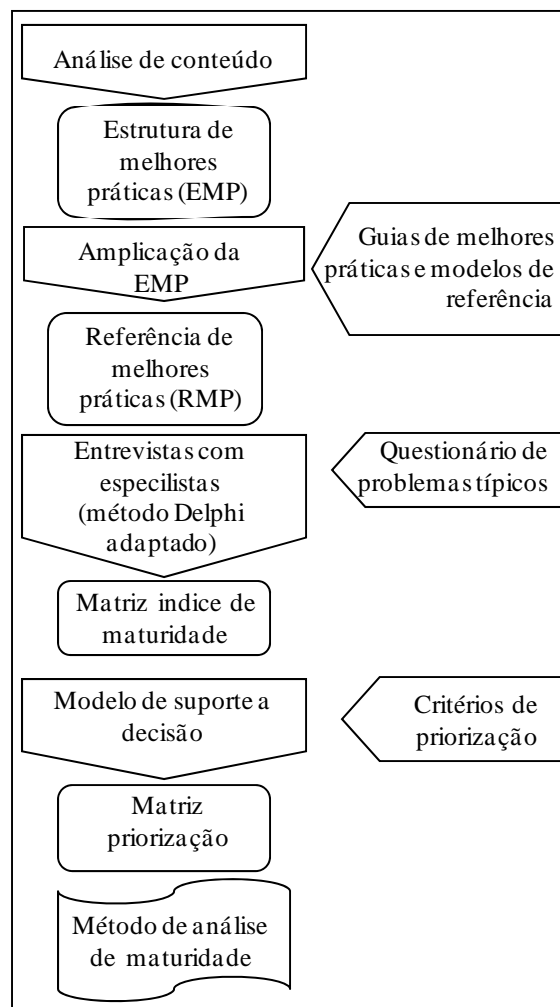 Análise de conteúdo
Estrutura de
melhores
práticas (EMP)
Amplicação da
EMP
Guias de melhores
práticas e modelos de
referência
Referência de
melhores
práticas (RMP)
Entrevistas com
especilistas
(método Delphi
adaptado)
Questionário de
problemas típicos
Matriz indice de
maturidade
Modelo de suporte a
decisão
Critérios de
priorização
Matriz
priorização
Método de análise
de maturidade